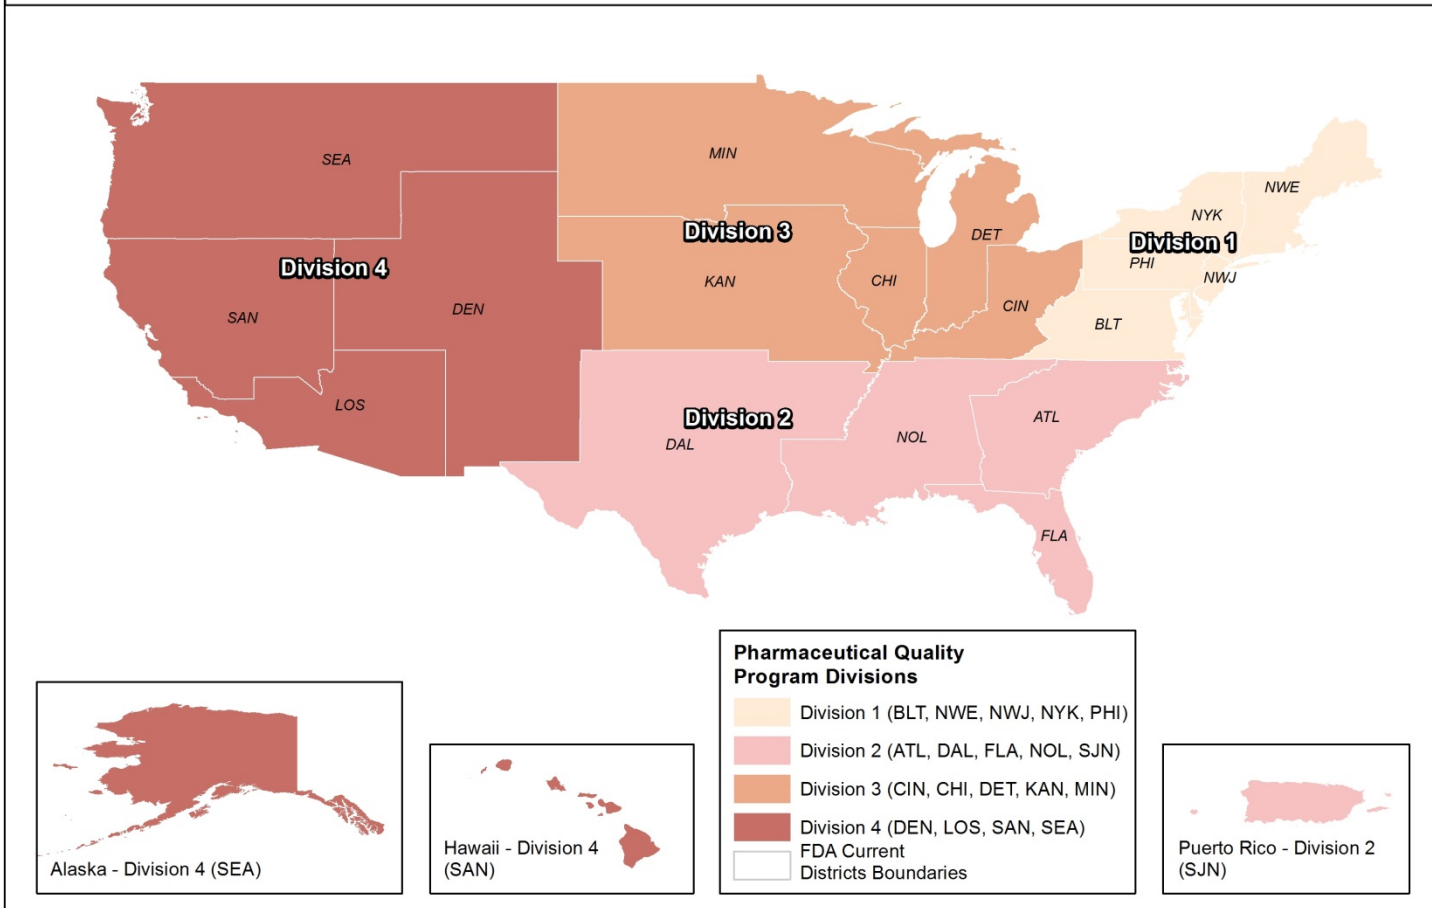 MIN
SEA
NWE
NYK
Division 3
DET
Division 1
PHI
Division 4
NWJ
KAN
CHI
DEN
CIN
SAN
BLT
LOS
Division 2
ATL
NOL
DAL
FLA
Pharmaceutical Quality
Program Divisions
Division 1 (BLT, NWE, NWJ, NYK, PHI)
Division 2 (ATL, DAL, FLA, NOL, SJN)
Division 3 (CIN, CHI, DET, KAN, MIN)
Division 4 (DEN, LOS, SAN, SEA)
FDA Current
Districts Boundaries
Alaska - Division 4 (SEA)
Hawaii - Division 4
(SAN)
Puerto Rico - Division 2
(SJN)